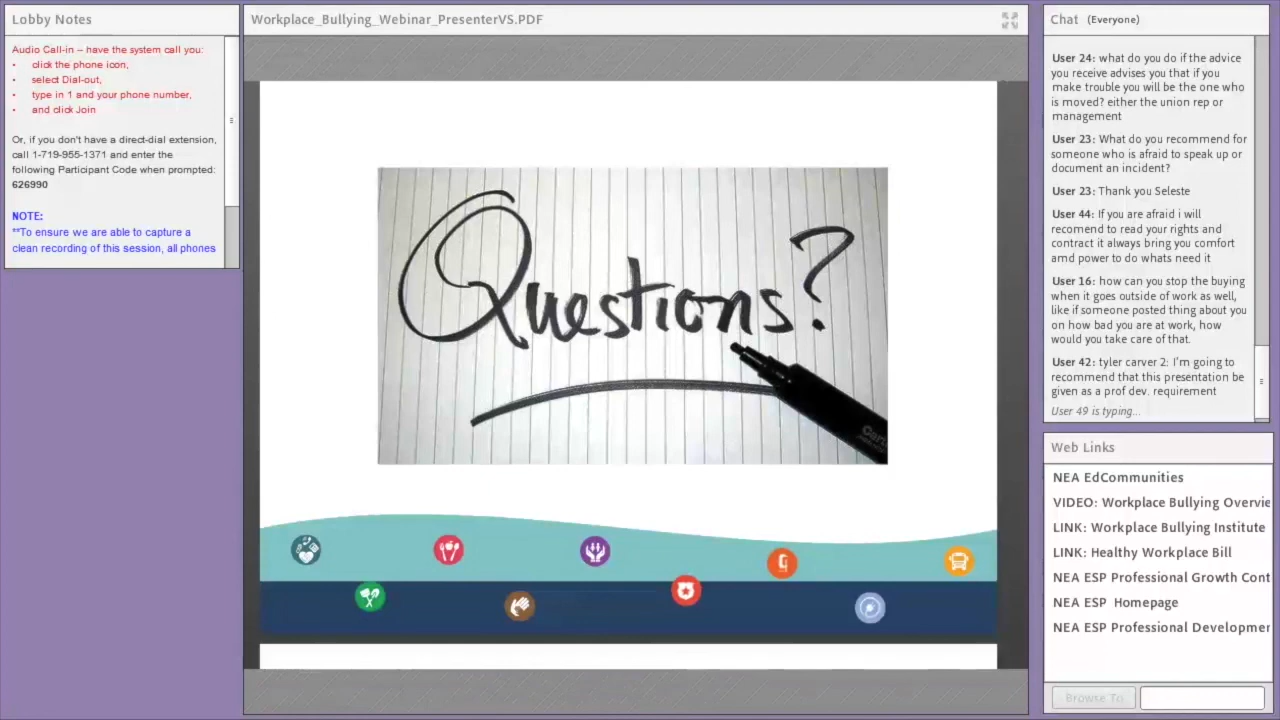 Lobby Notes
Audio Call-in – have the system call you:
• click the phone icon,
• select Dial-out,
• type in 1 and your phone number,
• and click Join
Or, if you don't have a direct-dial extension,
call 1-719-955-1371 and enter the
following Participant Code when prompted:
626990
NOTE:
**To ensure we are able to capture a
clean recording of this session, all phones
Workplace_Bullying_Webinar_PresenterVS.PDF
Questions?
Chat (Everyone)
User 24: what do you do if the advice
you receive advises you that if you
make trouble you will be the one who
is moved? either the union rep or
management
User 23: What do you recommend for
someone who is afraid to speak up or
document an incident?
User 23: Thank you Seleste
User 44: If you are afraid i will
recomend to read your rights and
contract it always bring you comfort
amd power to do whats need it
User 16: how can you stop the buying
when it goes outside of work as well,
like if someone posted thing about you
on how bad you are at work, how
would you take care of that.
User 42: tyler carver 2: I'm going to
recommend that this presentation be
given as a prof dev. requirement
User 49 is typing...
Web Links
NEA EdCommunities
VIDEO: Workplace Bullying Overvie
LINK: Workplace Bullying Institute
LINK: Healthy Workplace Bill
NEA ESP Professional Growth Cont
NEA ESP Homepage
NEA ESP Professional Developmer
Browse To